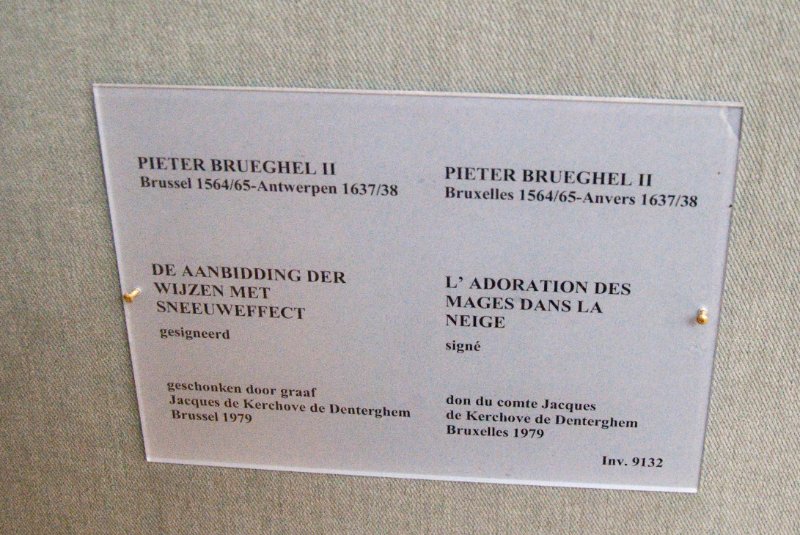 PIETER BRUEGHEL II
Brussel 1564/65-Antwerpen 1637/38
DE AANBIDDING DER
WIJZEN MET
SNEEUWEFFECT
gesigneerd
geschonken door graaf
Jacques de Kerchove de Denterghem
Brussel 1979
PIETER BRUEGHEL II
Bruxelles 1564/65-Anvers 1637/38
L' ADORATION DES
MAGES DANS LA
NEIGE
signé
don du comte Jacques
de Kerchove de Denterghem
Bruxelles 1979
Inv. 9132